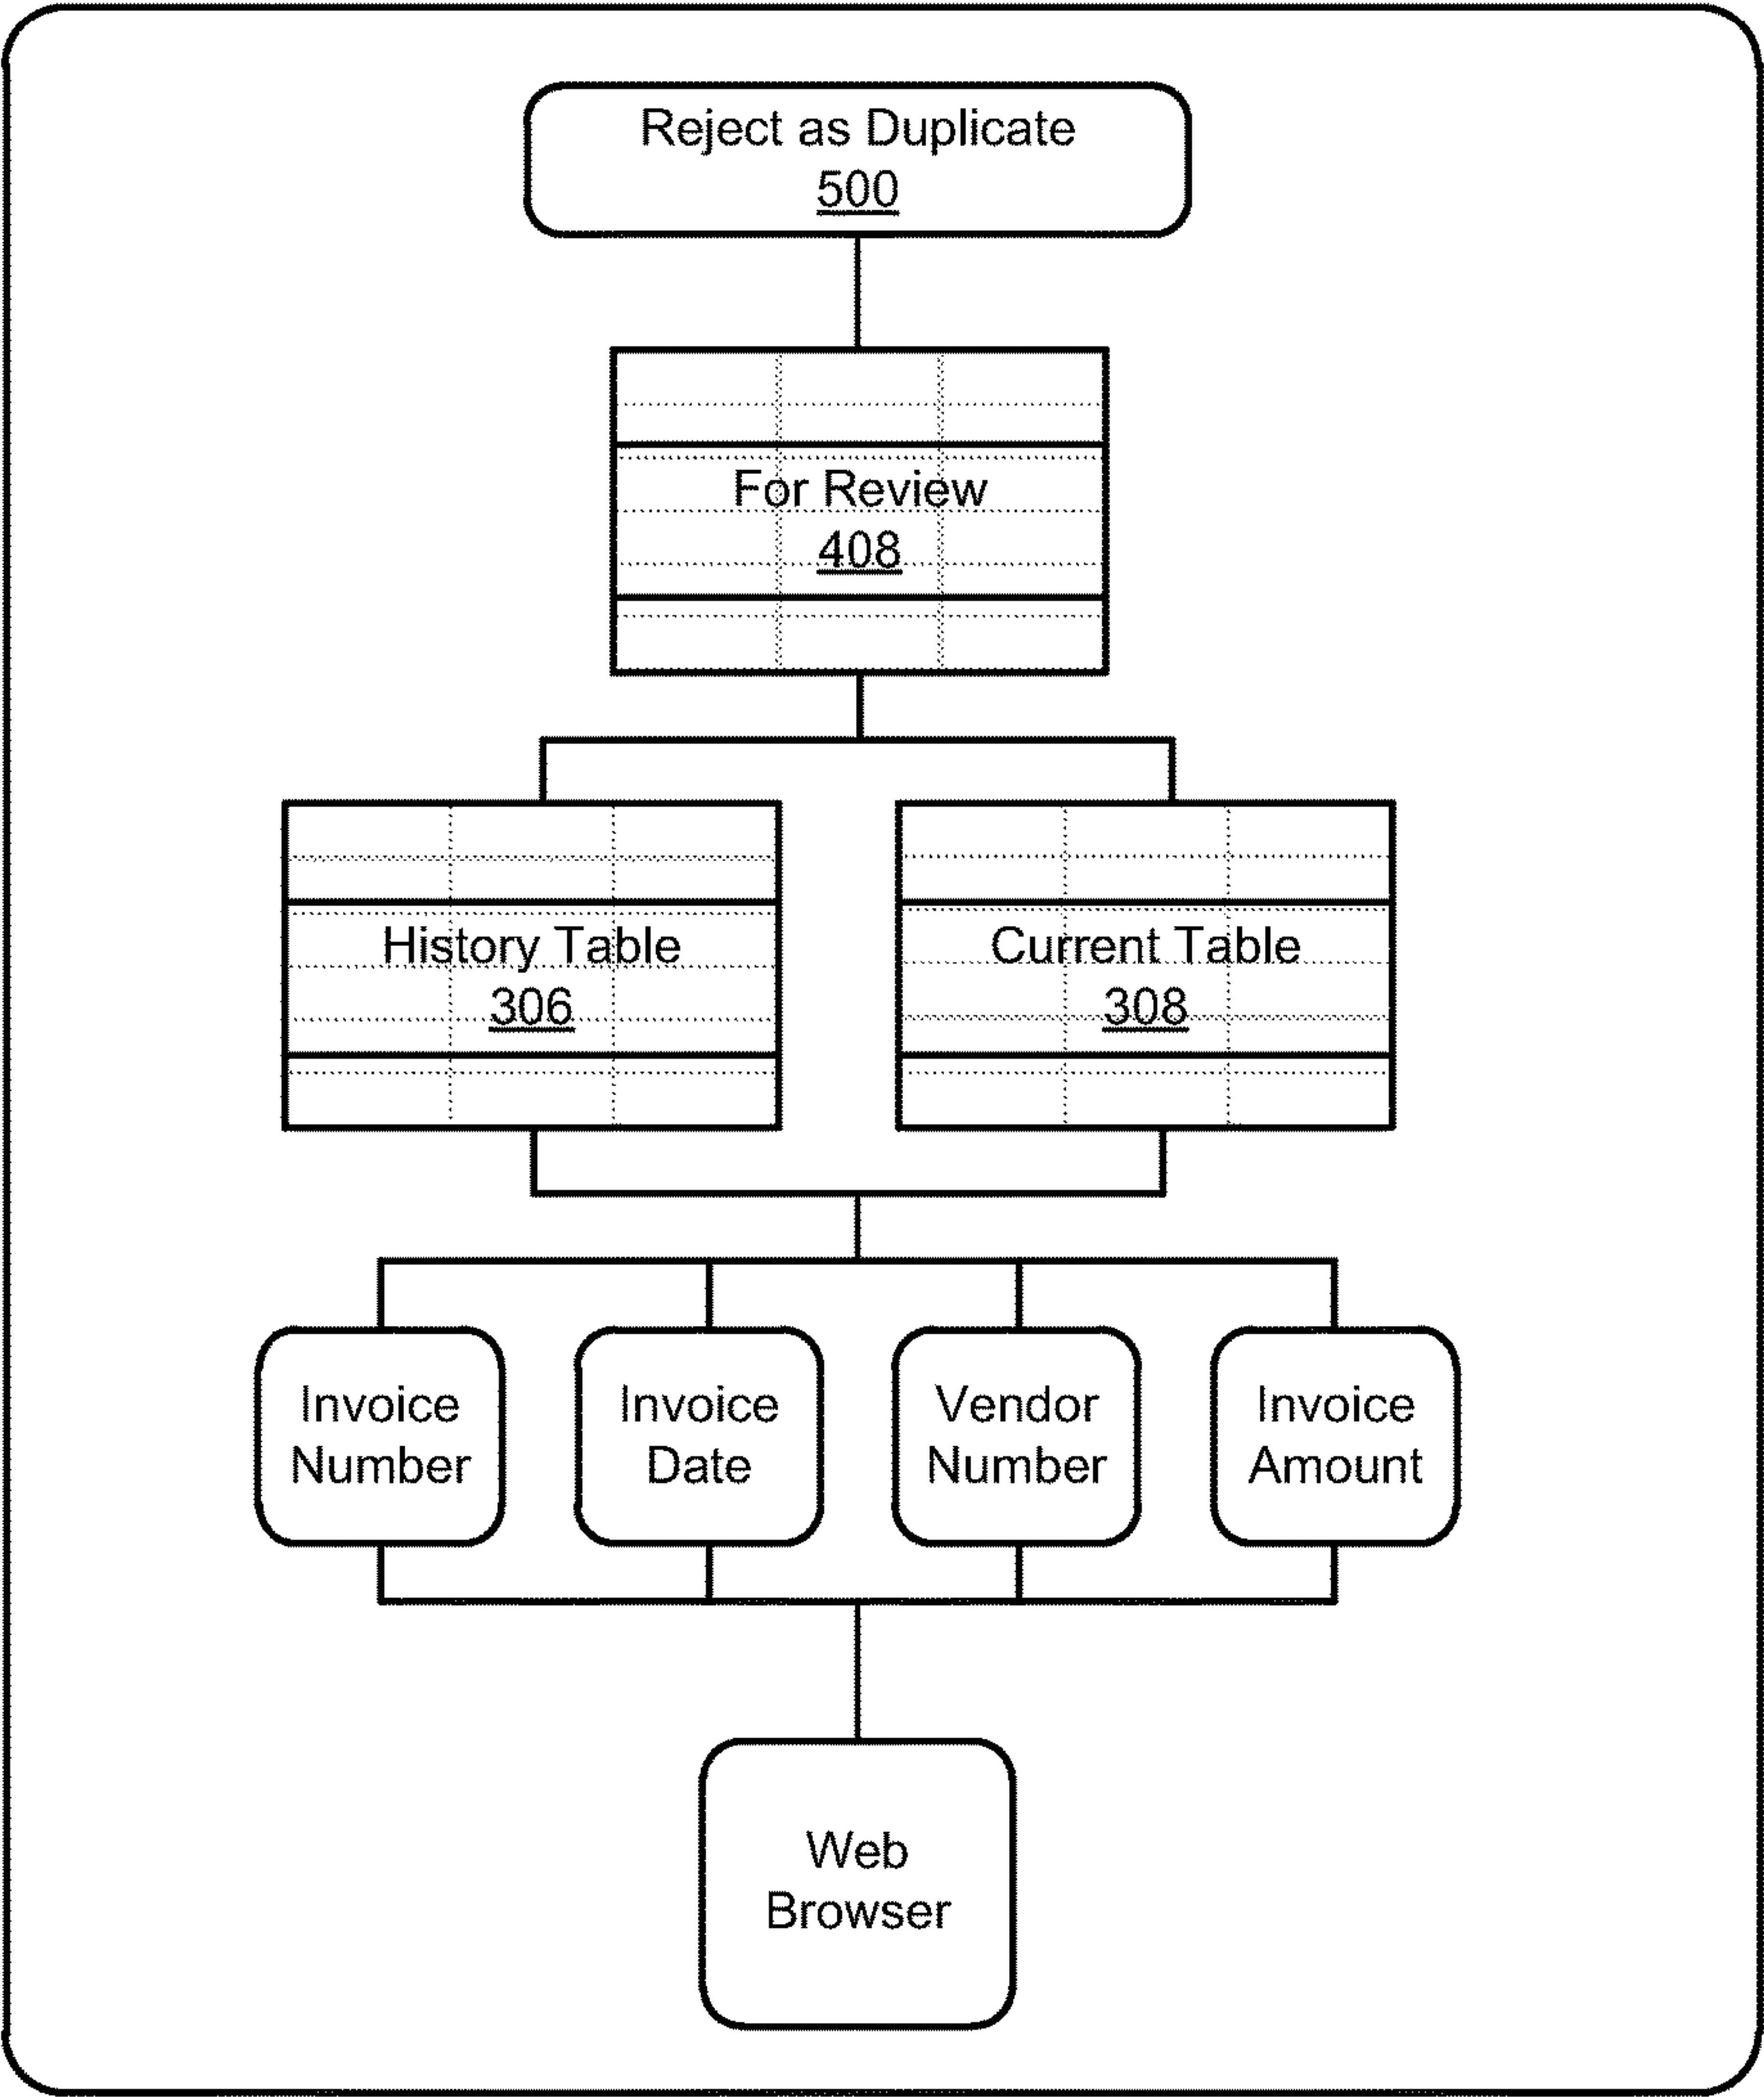 Reject as Duplicate
500
For Review
408
History Table
306
Current Table
308
Invoice
Number
Invoice
Date
Vendor
Number
Invoice
Amount
Web
Browser